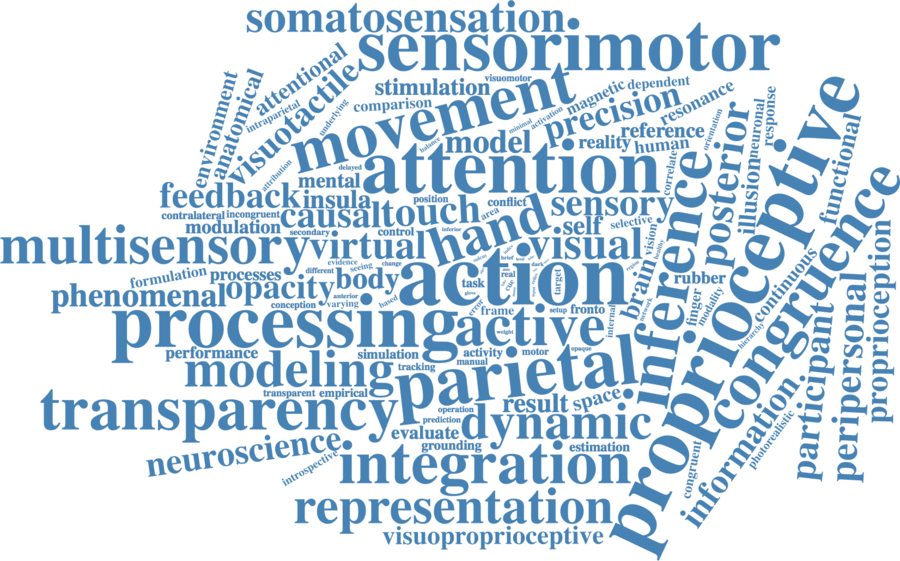 somatosensation
sensorimotor
attentional
visuotactile
intraparietal
underlying
environment
anatomical
stimulation
visuomotor
comparison
movement
minimal
activation
magnetic
dependent
precision
resonance
balance
model
reality
reference
human
orientation
neuronal
response
attribution
delayed
mental
attention
correlate
posterior
illusion
proprioceptive
functional
feedback
insula
position
conflict
sensory
contralateral
incongruent
modulation
causal
touch
area
self
selective
secondary
control
inferior
hand
vision
multisensory
virtual
visual
inference
congruence
evidence
change
formulation
processes
different
seeing
phenomenal
opacity
body
action
task
brief
real
target
brain
rubber
continuous
proprioception
conception
anterior
varying
based
error
frame
setup
fronto
internal
network
finger
modality
peripersonal
processing
active
weight
hierarchy
participant
performance
simulation
activity
motor
opaque
tracking
manual
modeling
parietal
transparent
empirical
transparency
operation
result
space
prediction
dynamic
information
photorealistic
evaluate
grounding
estimation
neuroscience
introspective
integration
congruent
representation
visuoproprioceptive